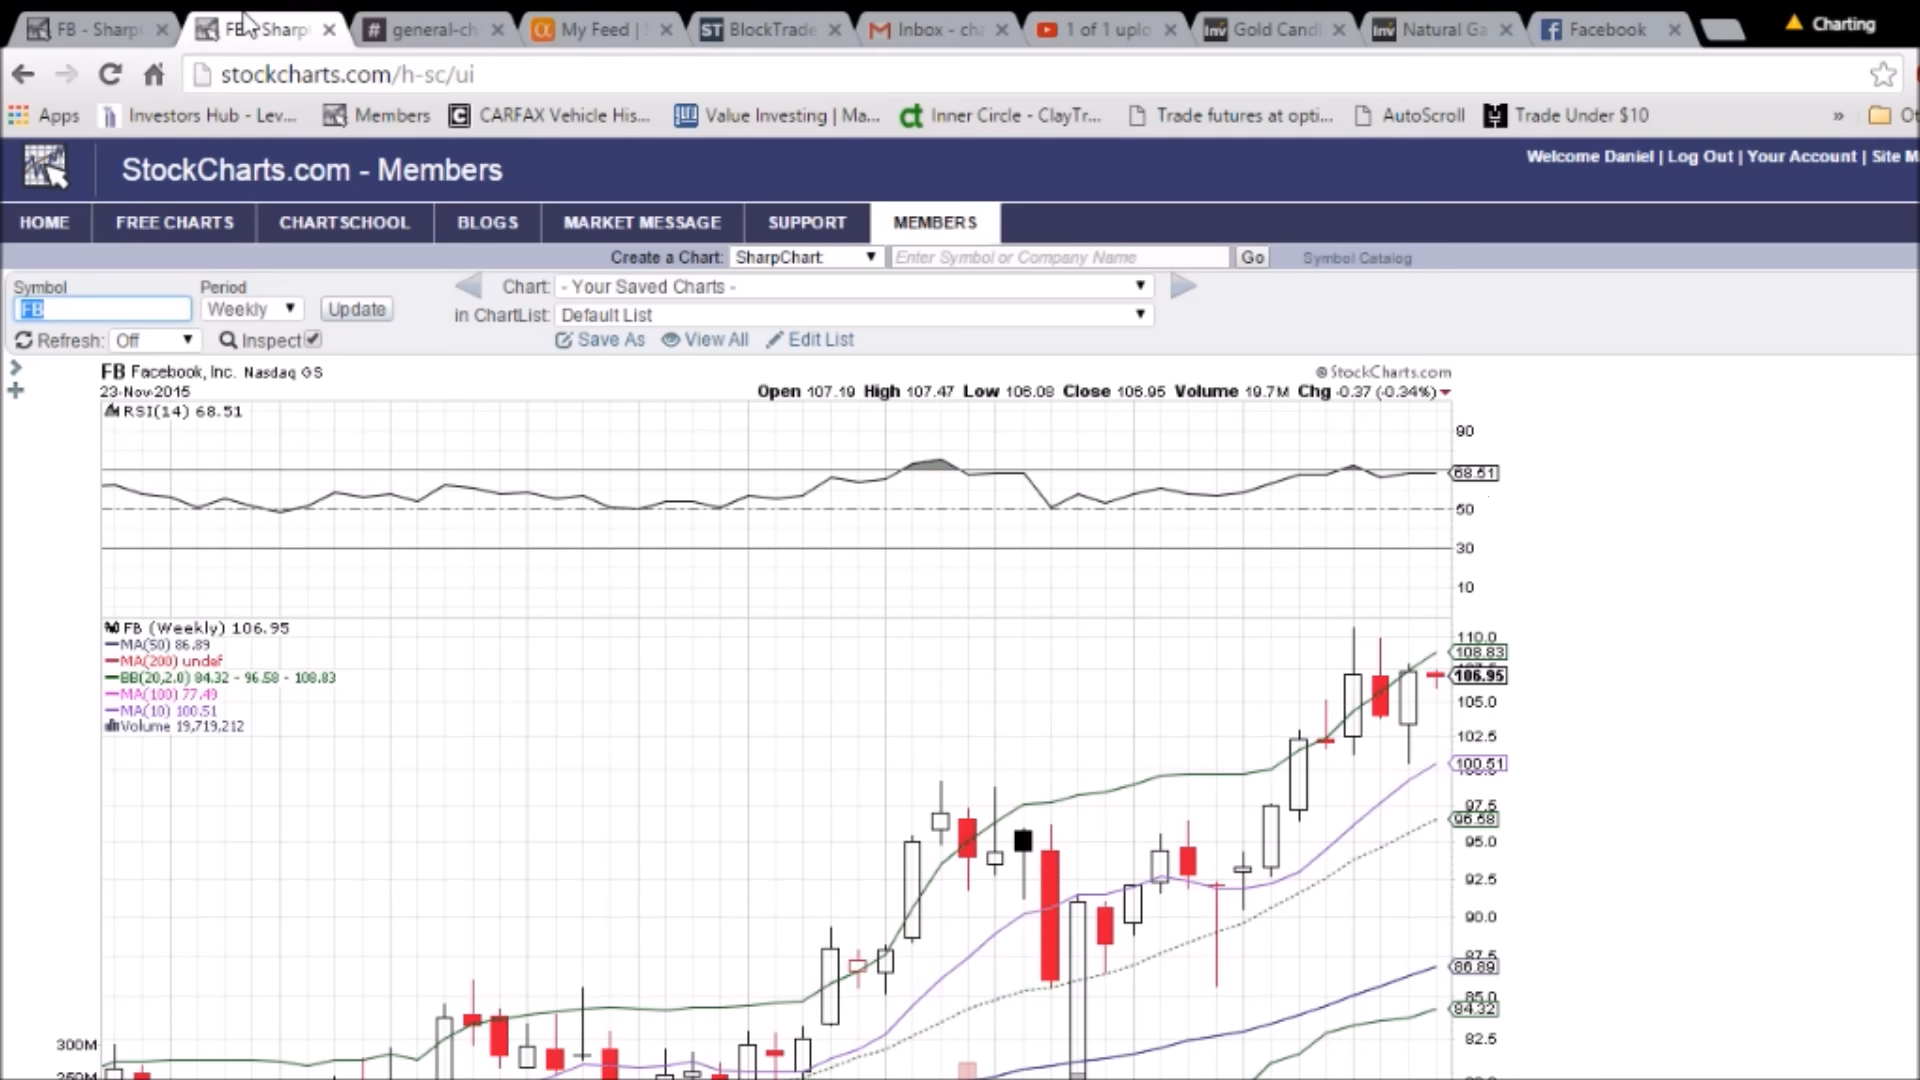 FB - Sharp
FB - Sharp
general-ch
My Feed |
BlockTrade
Inbox - cha
1 of 1 uplo
Gold Candl
Natural Ga
Facebook
Charting
stockcharts.com/h-sc/ui
Apps
Investors Hub - Lev...
Members
CARFAX Vehicle His...
Value Investing | Ma...
Inner Circle - ClayTr...
Trade futures at opti...
AutoScroll
Trade Under $10
»
StockCharts.com - Members
Welcome Daniel | Log Out | Your Account | Site M
HOME
FREE CHARTS
CHARTSCHOOL
BLOGS
MARKET MESSAGE
SUPPORT
MEMBERS
Create a Chart: SharpChart
Enter Symbol or Company Name
Go
Symbol Catalog
Symbol
Period
Chart: - Your Saved Charts -
FB
Weekly
Update
in ChartList: Default List
Refresh: Off
Inspect
Save As
View All
Edit List
FB Facebook, Inc. Nasdaq GS
© StockCharts.com
23-Nov-2015
Open 107.19 High 107.47 Low 106.08 Close 106.95 Volume 19.7M Chg -0.37 (-0.34%)
RSI(14) 68.51
90
68.51
50
30
10
FB (Weekly) 106.95
MA(50) 86.89
MA(200) undef
BB(20,2.0) 84.32 - 96.58 - 108.83
MA(100) 77.49
MA(10) 100.51
Volume 19,719,212
110.0
108.83
106.95
105.0
102.5
100.51
97.5
96.58
95.0
92.5
90.0
87.5
86.89
85.0
84.32
82.5
300M
250M